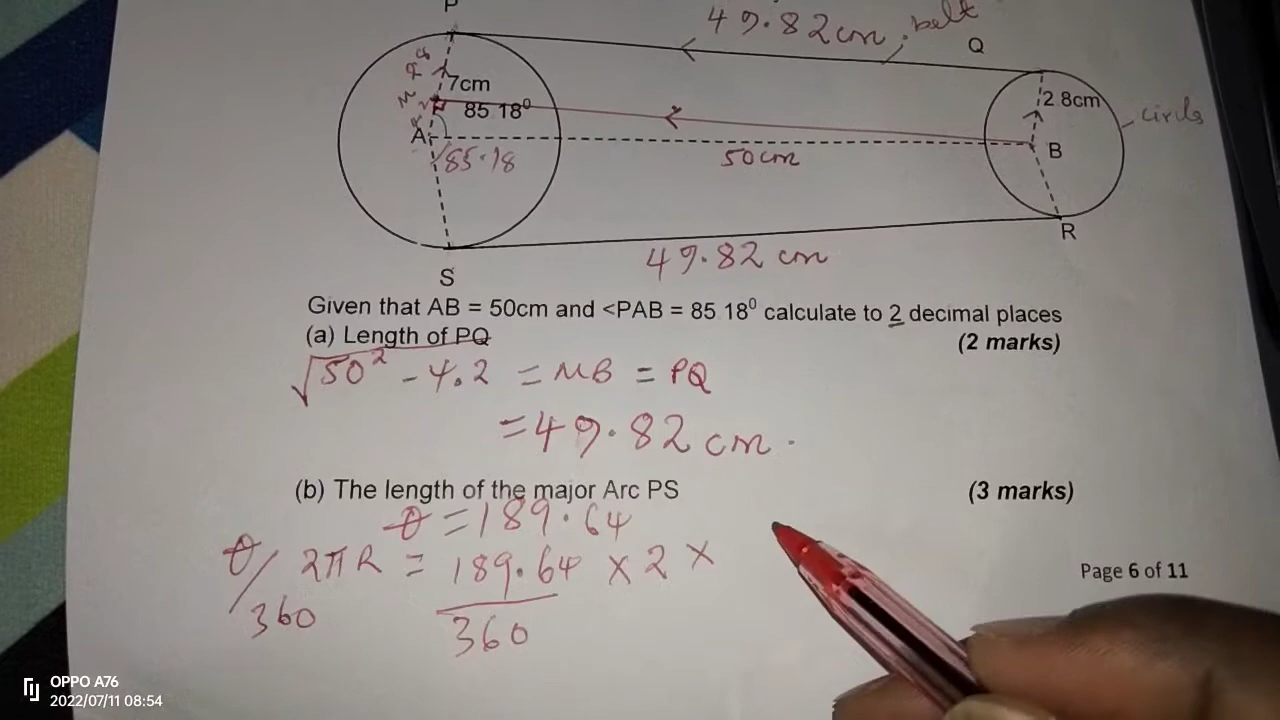 P
49.82cm . belt
Q
7cm
2 8cm
circle
M
85 18⁰
A
B
85.18
50cm
R
49.82 cm
S
Given that AB = 50cm and <PAB = 85 18⁰ calculate to 2 decimal places
(a) Length of PQ
(2 marks)
√50² - 4.2 = MB = PQ
= 49.82 cm .
(b) The length of the major Arc PS
(3 marks)
θ = 189.64
θ/360 2πR = 189.64/360 × 2 ×
Page 6 of 11
OPPO A76
2022/07/11 08:54